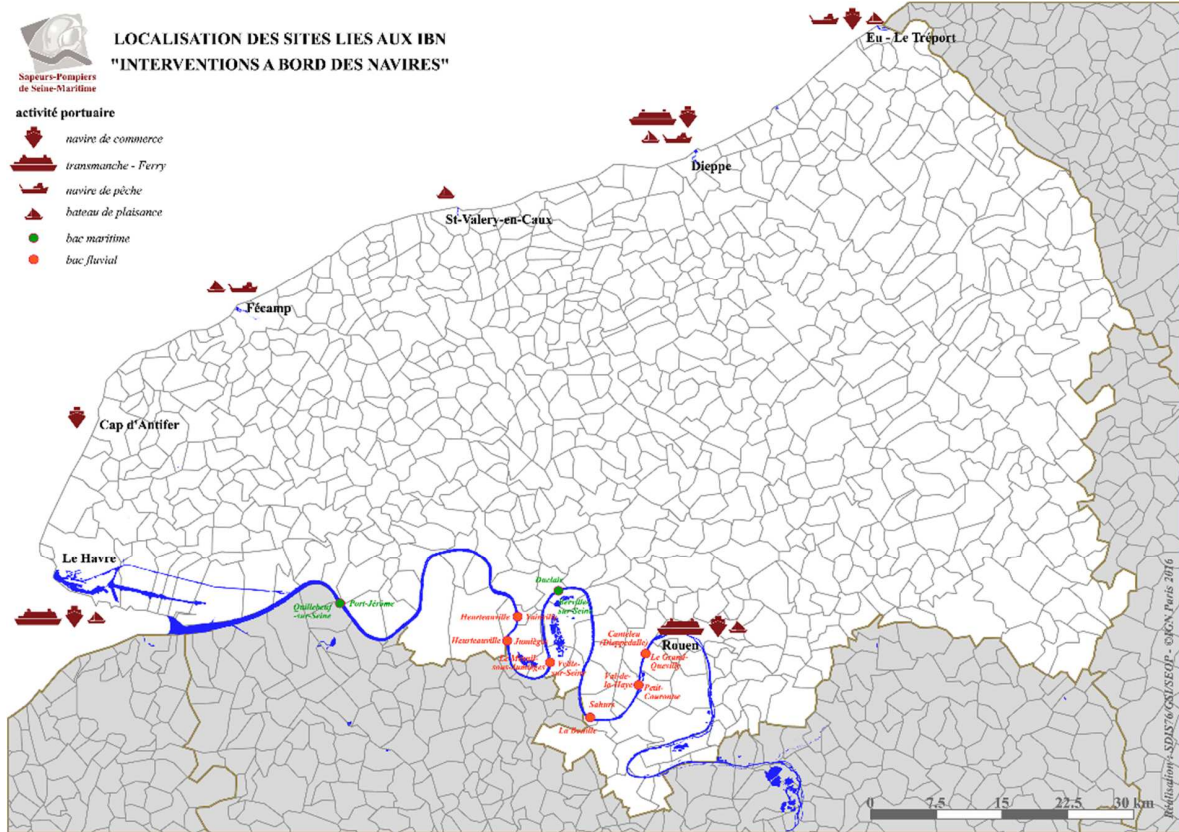 LOCALISATION DES SITES LIES AUX IBN
"INTERVENTIONS A BORD DES NAVIRES"
Sapeurs-Pompiers
de Seine-Maritime
activité portuaire
navire de commerce
transmanche - Ferry
navire de pêche
bateau de plaisance
bac maritime
bac fluvial
Eu - Le Tréport
Dieppe
St-Valery-en-Caux
Fécamp
Cap d'Antifer
Le Havre
Quillebeuf
-sur-Seine
Port-Jérôme
Duclair
Berville
sur-Seine
Heurteauville
Yainville
Heurteauville
Jumièges
Le Mesnil-
sous-Jumièges
Yville-
sur-Seine
Canteleu
(Dieppedalle)
Rouen
Le Grand-
Quevilly
Val-de-
la-Haye
Petit-
Couronne
Sahurs
La Bouille
0 7.5 15 22.5 30 km
Réalisation : SDIS76/GSI/SEOP - ©IGN Paris 2016